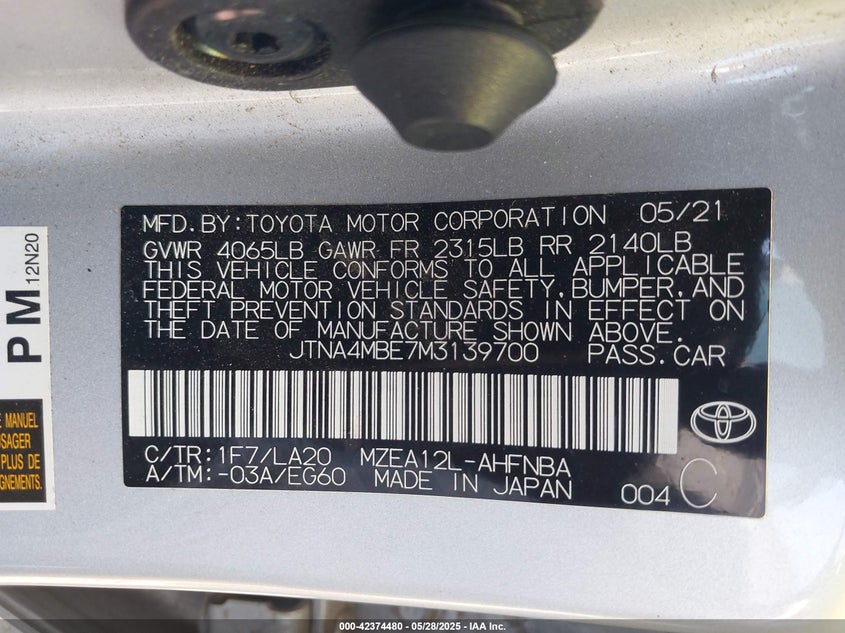 MFD. BY: TOYOTA MOTOR CORPORATION 05/21
GVWR 4065LB GAWR FR 2315LB RR 2140LB
THIS VEHICLE CONFORMS TO ALL APPLICABLE
FEDERAL MOTOR VEHICLE SAFETY, BUMPER, AND
THEFT PREVENTION STANDARDS IN EFFECT ON
THE DATE OF MANUFACTURE SHOWN ABOVE.
JTNA4MBE7M3139700 PASS. CAR
C/TR: 1F7/LA20 MZEA12L-AHFNBA
A/TM: -03A/EG60 MADE IN JAPAN 004 C
PM 12N20
E MANUEL
USAGER
PLUS DE
GNEMENTS.
000-42374480 - 05/28/2025 - IAA Inc.